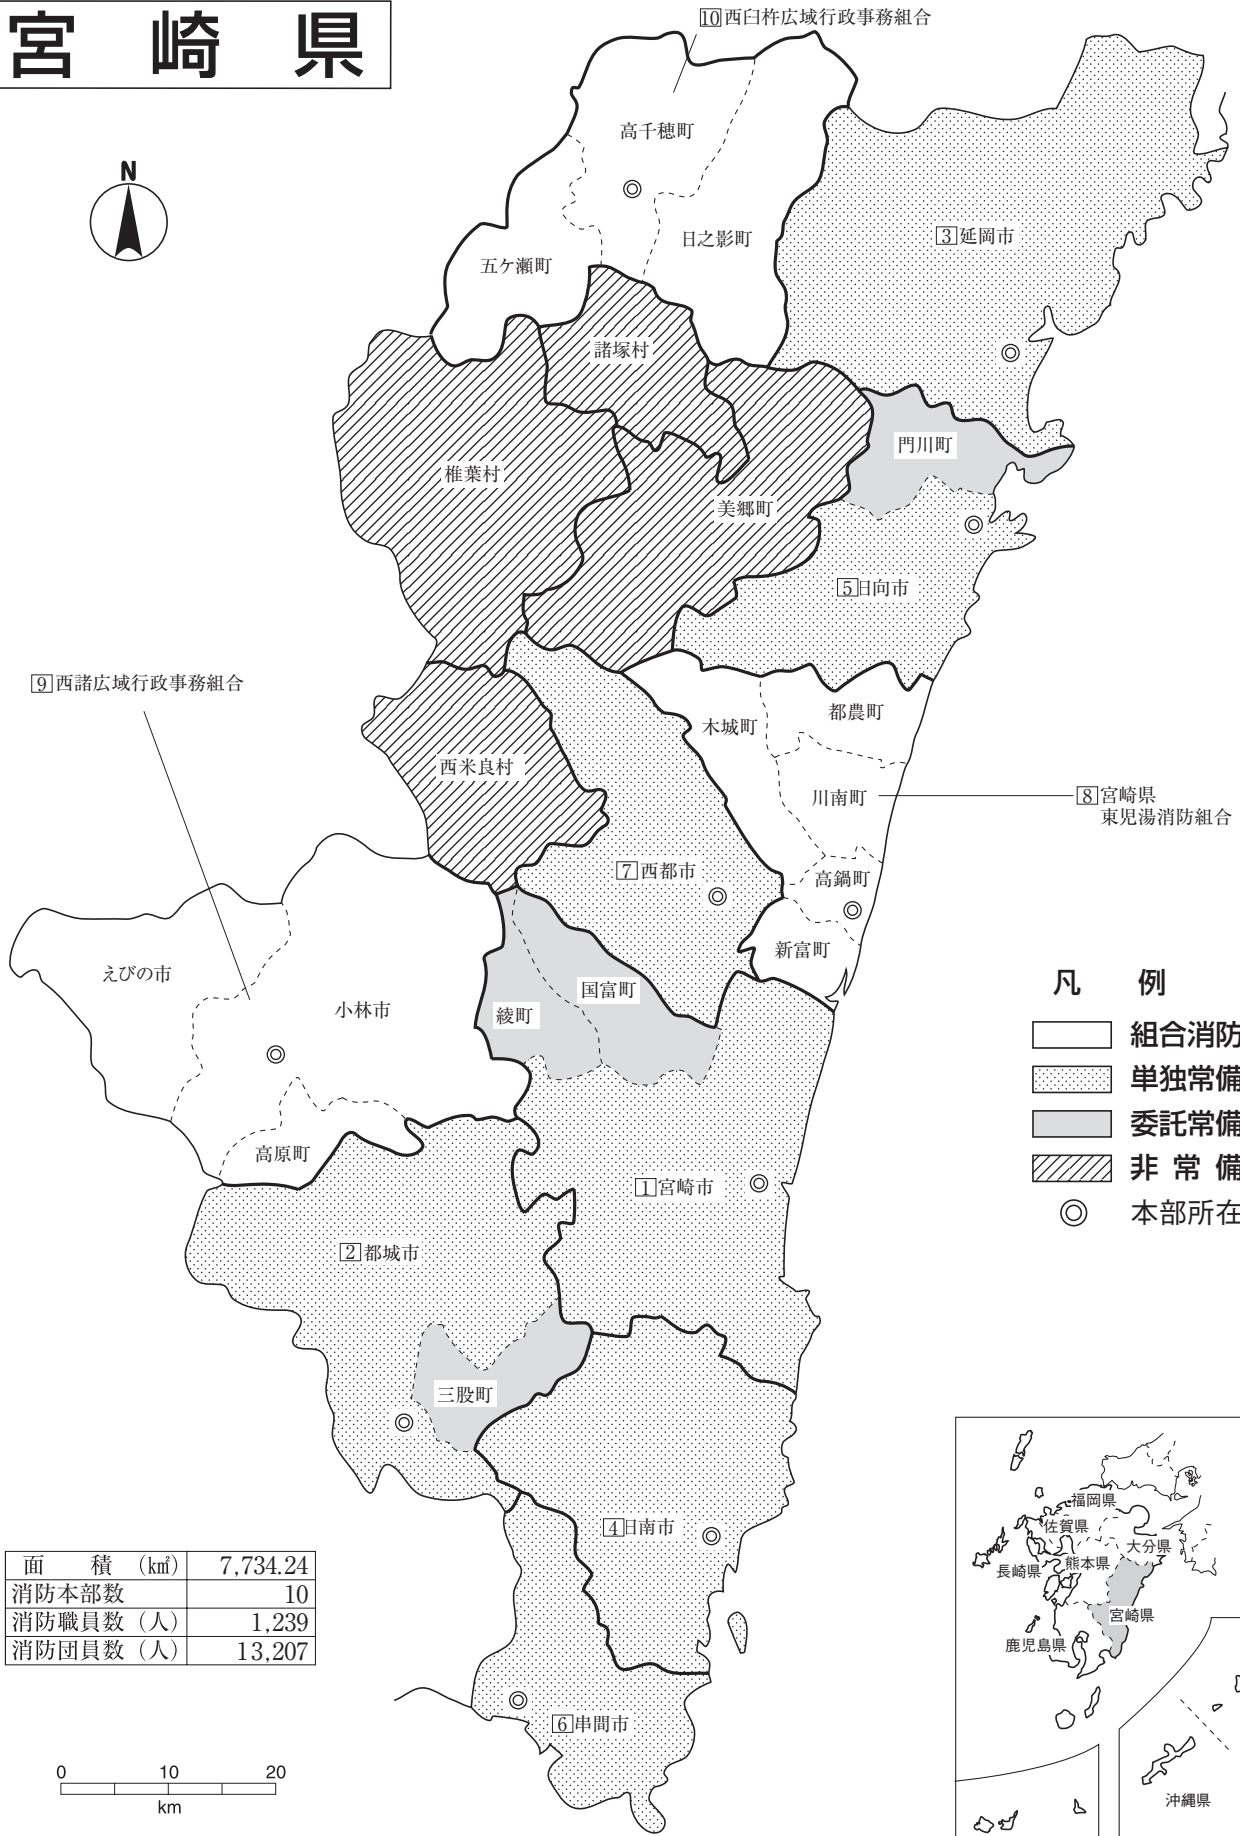 宮崎県
10西臼杵広域行政事務組合
N
高千穂町
3延岡市
日之影町
五ケ瀬町
諸塚村
門川町
椎葉村
美郷町
5日向市
9西諸広域行政事務組合
都農町
木城町
西米良村
川南町
8宮崎県
東児湯消防組合
7西都市
高鍋町
新富町
えびの市
国富町
小林市
綾町
凡例
組合消防
単独常備
委託常備
非常備
本部所在
高原町
1宮崎市
2都城市
三股町
4日南市
6串間市
面積(㎢) 7,734.24
消防本部数 10
消防職員数(人) 1,239
消防団員数(人) 13,207
0 10 20
km
福岡県
佐賀県
大分県
長崎県
熊本県
宮崎県
鹿児島県
沖縄県